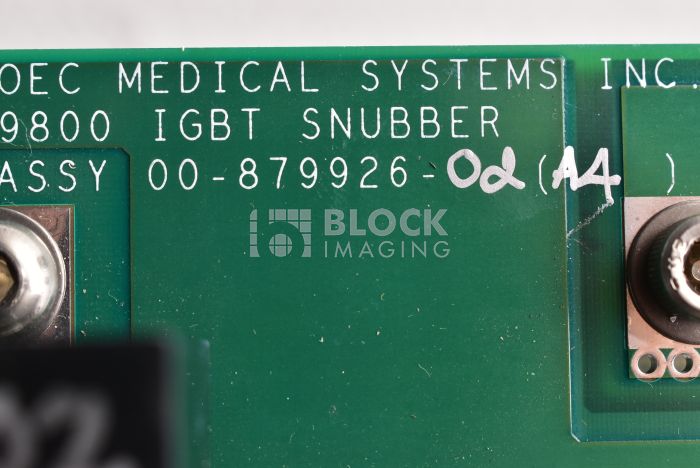 OEC MEDICAL SYSTEMS INC.
9800 IGBT SNUBBER
ASSY 00-879926-02 (A4 )
BLOCK
IMAGING